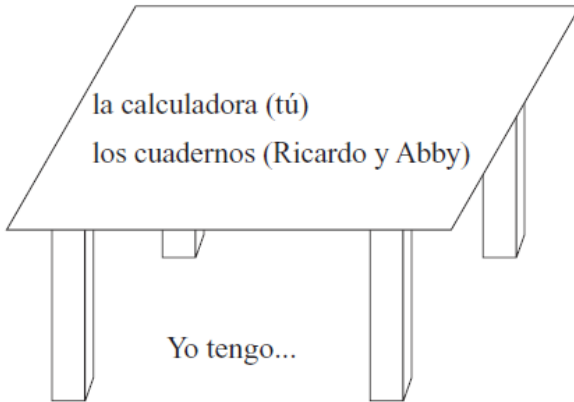 la calculadora (tú)
los cuadernos (Ricardo y Abby)
Yo tengo...